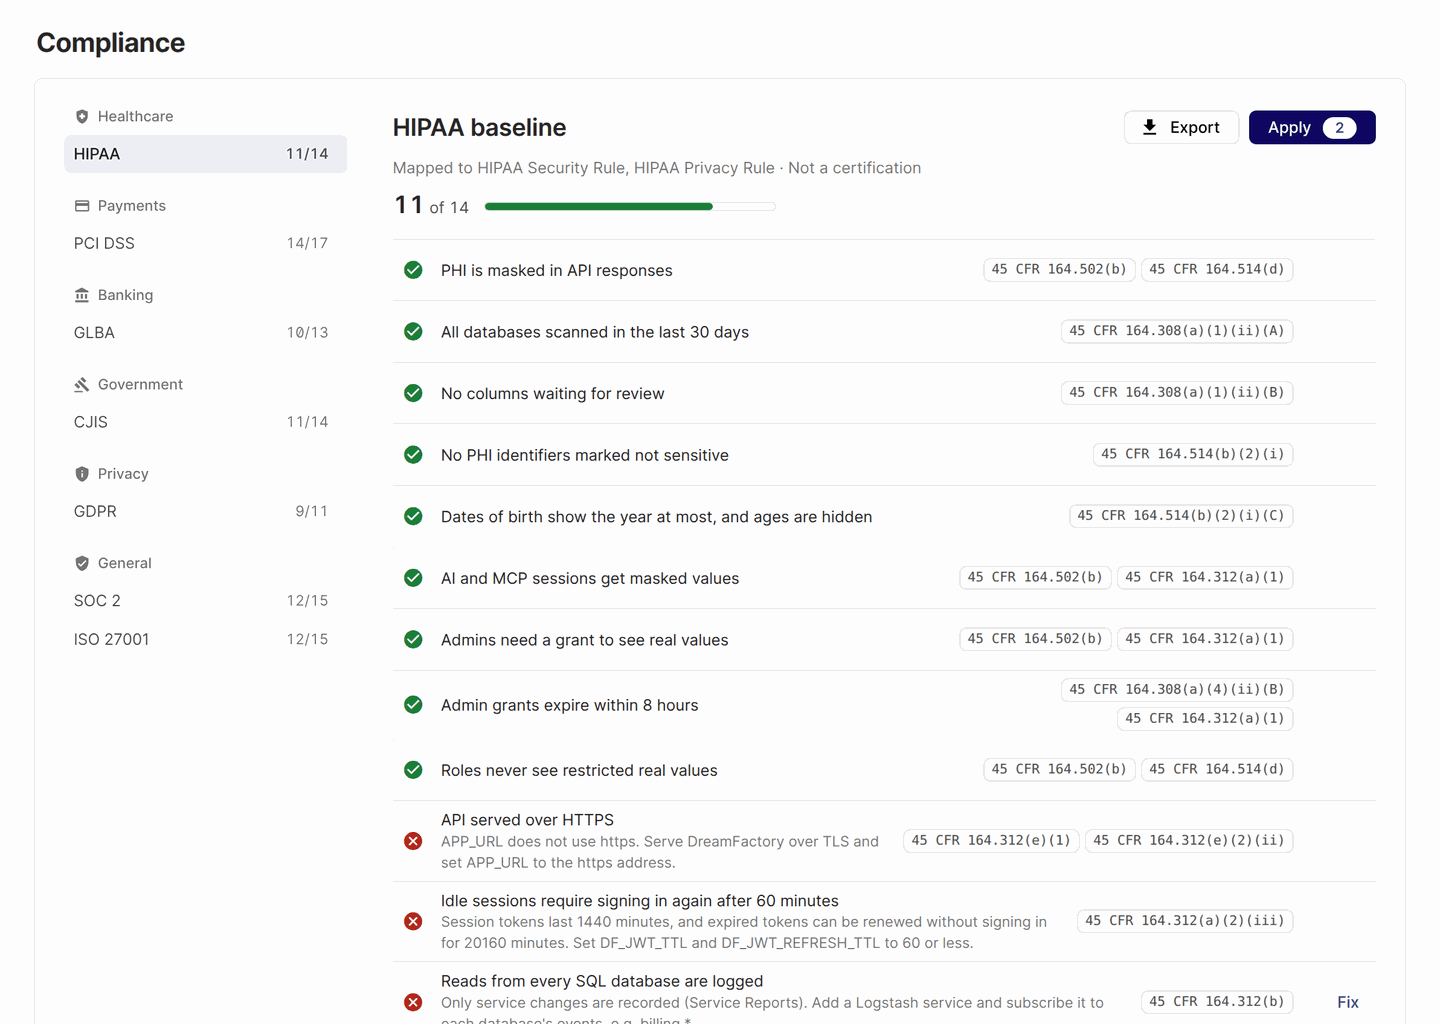 Compliance
Healthcare
HIPAA 11/14
Payments
PCI DSS 14/17
Banking
GLBA 10/13
Government
CJIS 11/14
Privacy
GDPR 9/11
General
SOC 2 12/15
ISO 27001 12/15
HIPAA baseline
Export
Apply 2
Mapped to HIPAA Security Rule, HIPAA Privacy Rule · Not a certification
11 of 14
PHI is masked in API responses 45 CFR 164.502(b) 45 CFR 164.514(d)
All databases scanned in the last 30 days 45 CFR 164.308(a)(1)(ii)(A)
No columns waiting for review 45 CFR 164.308(a)(1)(ii)(B)
No PHI identifiers marked not sensitive 45 CFR 164.514(b)(2)(i)
Dates of birth show the year at most, and ages are hidden 45 CFR 164.514(b)(2)(i)(C)
AI and MCP sessions get masked values 45 CFR 164.502(b) 45 CFR 164.312(a)(1)
Admins need a grant to see real values 45 CFR 164.502(b) 45 CFR 164.312(a)(1)
Admin grants expire within 8 hours 45 CFR 164.308(a)(4)(ii)(B)
45 CFR 164.312(a)(1)
Roles never see restricted real values 45 CFR 164.502(b) 45 CFR 164.514(d)
API served over HTTPS
APP_URL does not use https. Serve DreamFactory over TLS and
set APP_URL to the https address.
45 CFR 164.312(e)(1) 45 CFR 164.312(e)(2)(ii)
Idle sessions require signing in again after 60 minutes
Session tokens last 1440 minutes, and expired tokens can be renewed without signing in
for 20160 minutes. Set DF_JWT_TTL and DF_JWT_REFRESH_TTL to 60 or less.
45 CFR 164.312(a)(2)(iii)
Reads from every SQL database are logged
Only service changes are recorded (Service Reports). Add a Logstash service and subscribe it to
each database's events, e.g. billing.*
45 CFR 164.312(b)
Fix